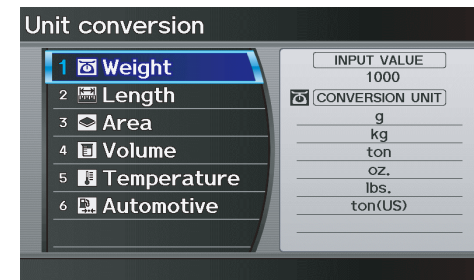 Unit conversion
1 Weight
2 Length
3 Area
4 Volume
5 Temperature
6 Automotive
INPUT VALUE
1000
CONVERSION UNIT
g
kg
ton
oz.
lbs.
ton(US)